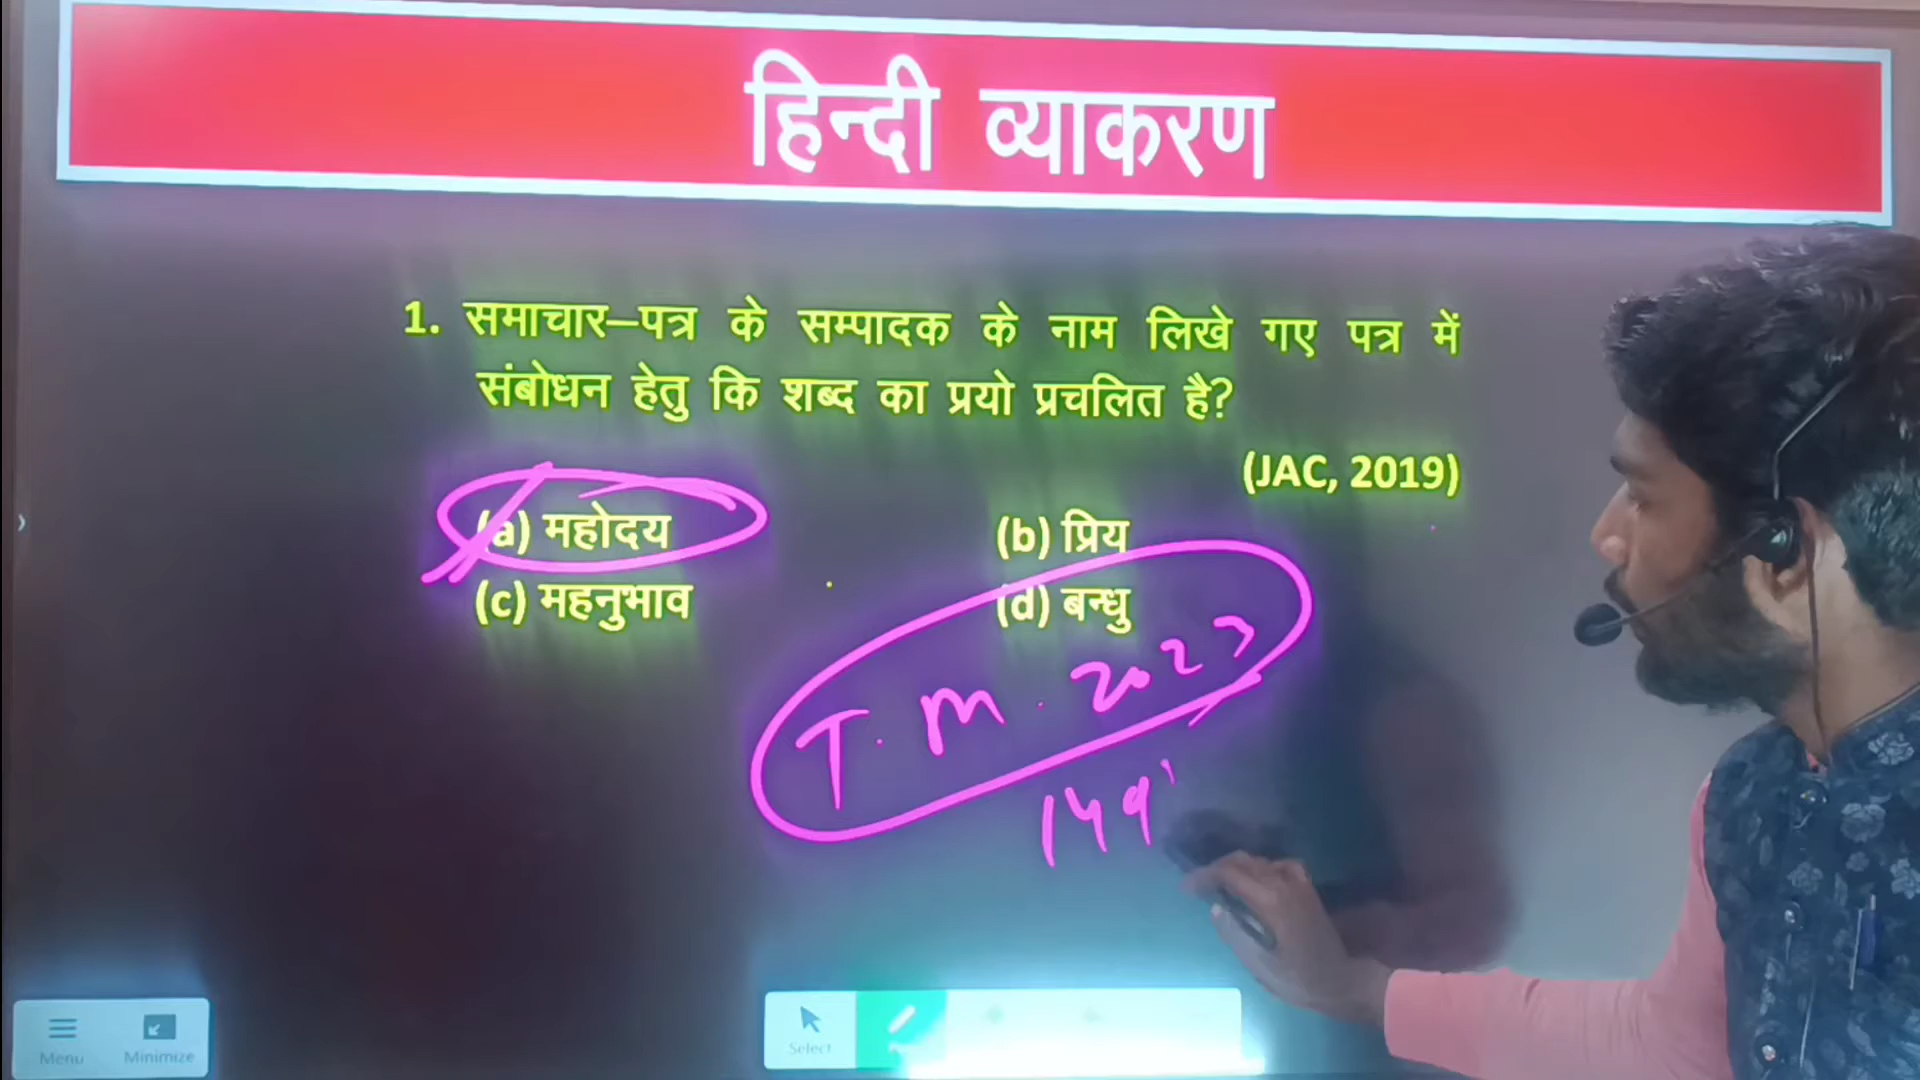 हिन्दी व्याकरण
1. समाचार–पत्र के सम्पादक के नाम लिखे गए पत्र में
संबोधन हेतु कि शब्द का प्रयो प्रचलित है?
(JAC, 2019)
(a) महोदय
(b) प्रिय
(c) महनुभाव
(d) बन्धु
T. M. 2023
149
Menu
Minimize
Select